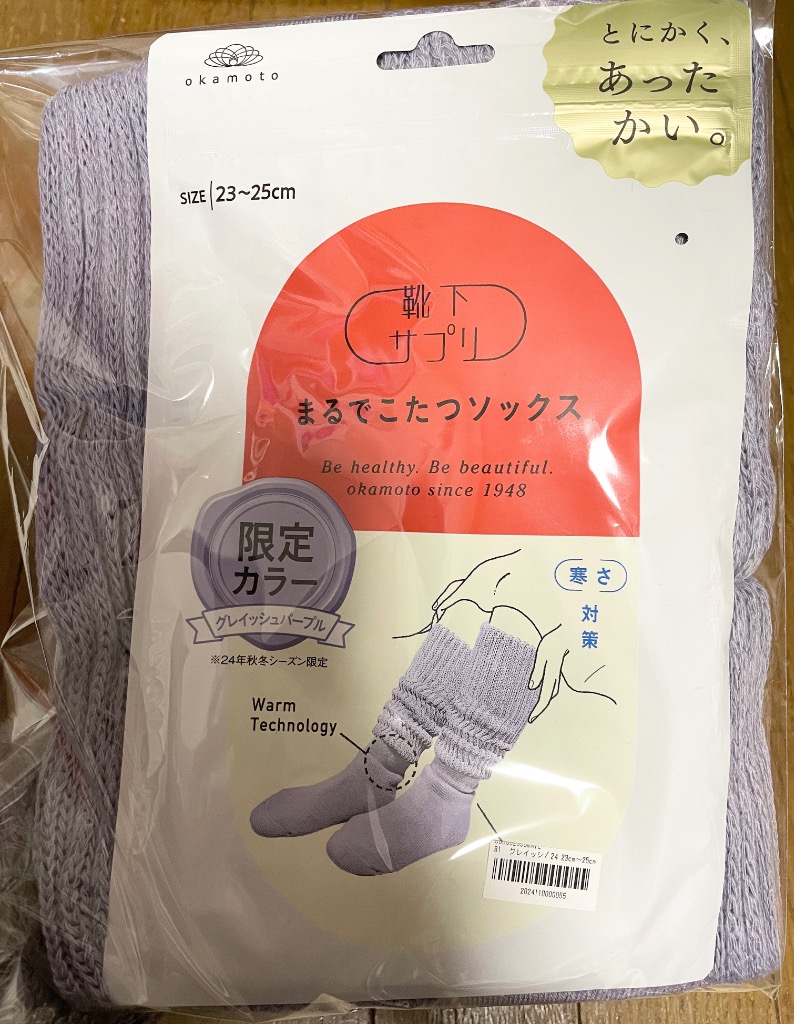 okamoto
とにかく、
あった
かい。
SIZE 23~25cm
靴下
サプリ
まるでこたつソックス
Be healthy. Be beautiful.
okamoto since 1948
限定
カラー
グレイッシュパープル
※24年秋冬シーズン限定
寒さ
対
策
Warm
Technology
81 グレイッシ/24 23cm~25cm